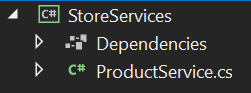 C# StoreServices
Dependencies
C# ProductService.cs